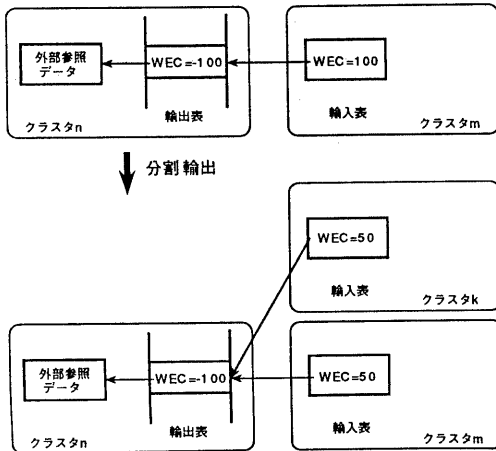 外部参照
データ
WEC=-100
WEC=100
輸出表
輸入表
クラスタn
クラスタm
分割輸出
WEC=50
輸入表
クラスタk
外部参照
データ
WEC=-100
WEC=50
輸出表
輸入表
クラスタn
クラスタm